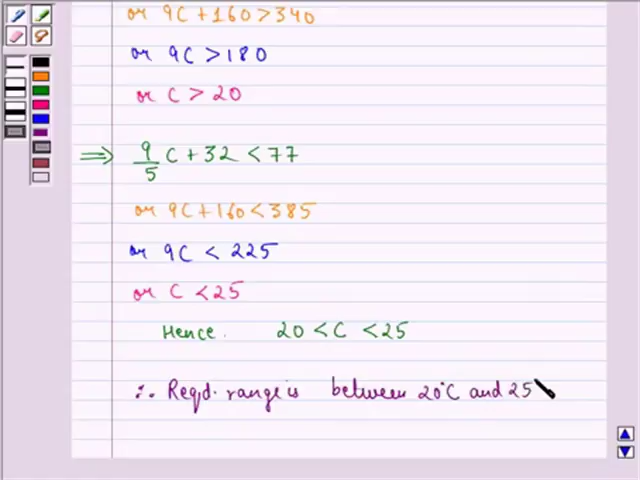 or 9C+160>340
or 9C >180
or C > 20
⇒ 9/5 C + 32 < 77
or 9C+160 < 385
or 9C < 225
or C < 25
Hence. 20 < C < 25
∴ Reqd. range is between 20°C and 25